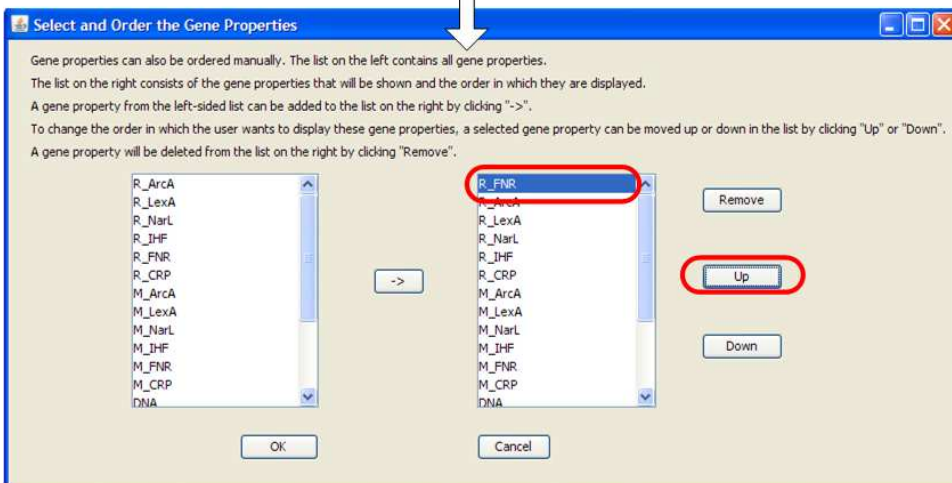 Select and Order the Gene Properties
Gene properties can also be ordered manually. The list on the left contains all gene properties.
The list on the right consists of the gene properties that will be shown and the order in which they are displayed.
A gene property from the left-sided list can be added to the list on the right by clicking "->".
To change the order in which the user wants to display these gene properties, a selected gene property can be moved up or down in the list by clicking "Up" or "Down".
A gene property will be deleted from the list on the right by clicking "Remove".
R_ArcA
R_LexA
R_NarL
R_IHF
R_FNR
R_CRP
M_ArcA
M_LexA
M_NarL
M_IHF
M_FNR
M_CRP
DNA
->
R_FNR
R_ArcA
R_LexA
R_NarL
R_IHF
R_CRP
M_ArcA
M_LexA
M_NarL
M_IHF
M_FNR
M_CRP
DNA
Remove
Up
Down
OK
Cancel